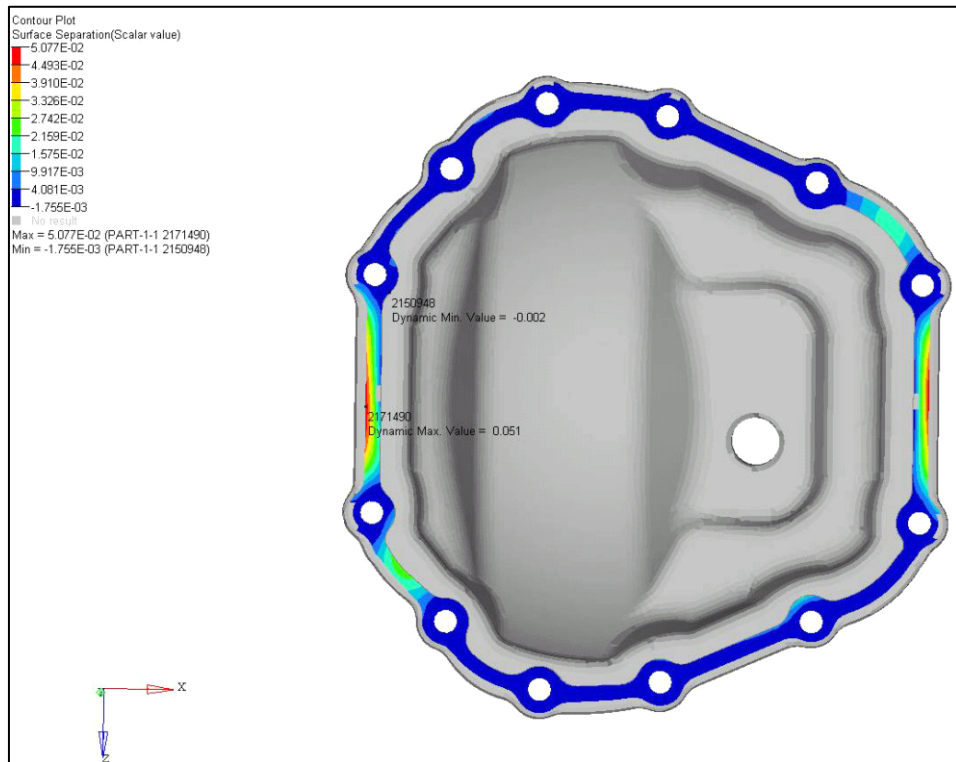 Contour Plot
Surface Separation(Scalar value)
5.077E-02
4.493E-02
3.910E-02
3.326E-02
2.742E-02
2.159E-02
1.575E-02
9.917E-03
4.081E-03
-1.755E-03
No result
Max = 5.077E-02 (PART-1-1 2171490)
Min = -1.755E-03 (PART-1-1 2150948)
2150948
Dynamic Min. Value = -0.002
2171490
Dynamic Max. Value = 0.051
X
Z